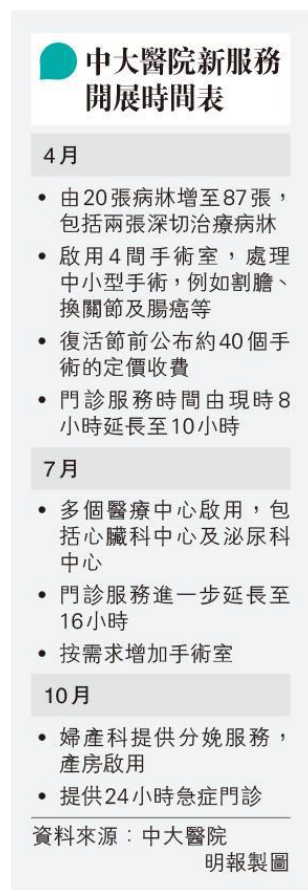 中大醫院新服務
開展時間表
4月
• 由20張病牀增至87張，
包括兩張深切治療病牀
• 啟用4間手術室，處理
中小型手術，例如割膽、
換關節及腸癌等
• 復活節前公布約40個手
術的定價收費
• 門診服務時間由現時8
小時延長至10小時
7月
• 多個醫療中心啟用，包
括心臟科中心及泌尿科
中心
• 門診服務進一步延長至
16小時
• 按需求增加手術室
10月
• 婦產科提供分娩服務，
產房啟用
• 提供24小時急症門診
資料來源：中大醫院
明報製圖